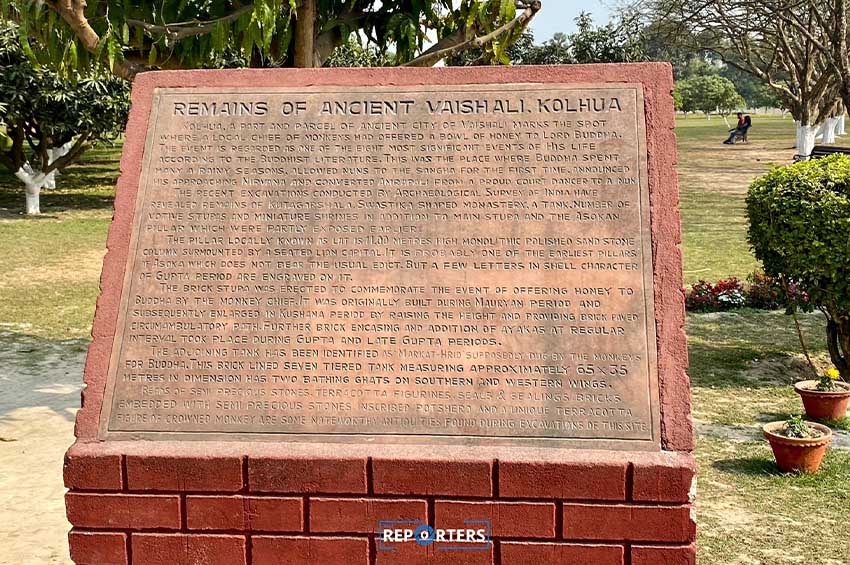 REMAINS OF ANCIENT VAISHALI, KOLHUA
KOLHUA, A PART AND PARCEL OF ANCIENT CITY OF VAISHALI MARKS THE SPOT
WHERE A LOCAL CHIEF OF MONKEYS HAD OFFERED A BOWL OF HONEY TO LORD BUDDHA.
THE EVENT IS REGARDED AS ONE OF THE EIGHT MOST SIGNIFICANT EVENTS OF HIS LIFE
ACCORDING TO THE BUDDHIST LITERATURE. THIS WAS THE PLACE WHERE BUDDHA SPENT
MANY A RAINY SEASONS, ALLOWED NUNS TO THE SANGHA FOR THE FIRST TIME, ANNOUNCED
HIS APPROACHING NIRVANA AND CONVERTED AMRAPALI FROM A PROUD COURT DANCER TO A NUN
THE RECENT EXCAVATIONS CONDUCTED BY ARCHAEOLOGICAL SURVEY OF INDIA HAVE
REVEALED REMAINS OF KUTAGARSHALA, SWASTIKA SHAPED MONASTERY, A TANK, NUMBER OF
VOTIVE STUPAS AND MINIATURE SHRINES IN ADDITION TO MAIN STUPA AND THE ASOKAN
PILLAR WHICH WERE PARTLY EXPOSED EARLIER.
THE PILLAR LOCALLY KNOWN AS LAT IS 11.00 METRES HIGH MONOLITHIC POLISHED SAND STONE
COLUMN SURMOUNTED BY A SEATED LION CAPITAL. IT IS PROBABLY ONE OF THE EARLIEST PILLARS
OF ASOKA WHICH DOES NOT BEAR THE USUAL EDICT. BUT A FEW LETTERS IN SHELL CHARACTER
OF GUPTA PERIOD ARE ENGRAVED ON IT.
THE BRICK STUPA WAS ERECTED TO COMMEMORATE THE EVENT OF OFFERING HONEY TO
BUDDHA BY THE MONKEY CHIEF. IT WAS ORIGINALLY BUILT DURING MAURYAN PERIOD AND
SUBSEQUENTLY ENLARGED IN KUSHANA PERIOD BY RAISING THE HEIGHT AND PROVIDING BRICK PAVED
CIRCUMAMBULATORY PATH. FURTHER BRICK ENCASING AND ADDITION OF AYAKAS AT REGULAR
INTERVAL TOOK PLACE DURING GUPTA AND LATE GUPTA PERIODS.
THE ADJOINING TANK HAS BEEN IDENTIFIED AS 'MARKAT-HRID' SUPPOSEDLY DUG BY THE MONKEYS
FOR BUDDHA. THIS BRICK LINED SEVEN TIERED TANK MEASURING APPROXIMATELY 65 X 35
METRES IN DIMENSION HAS TWO BATHING GHATS ON SOUTHERN AND WESTERN WINGS.
BEADS OF SEMI PRECIOUS STONES, TERRACOTTA FIGURINES, SEALS & SEALINGS, BRICKS
EMBEDDED WITH SEMI PRECIOUS STONES, INSCRIBED POTSHERD AND A UNIQUE TERRACOTTA
FIGURE OF CROWNED MONKEY ARE SOME NOTEWORTHY ANTIQUITIES FOUND DURING EXCAVATIONS OF THIS SITE.
REPORTERS